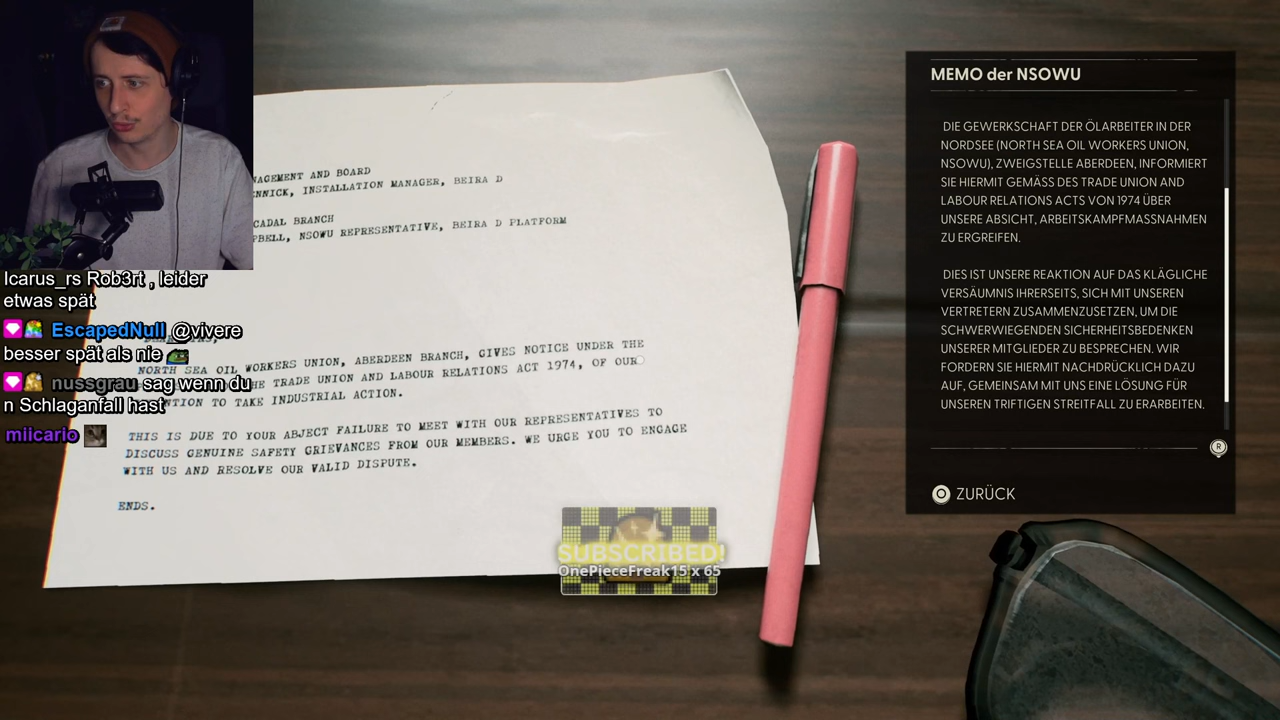 Icarus_rs Rob3rt , leider
etwas spät
EscapedNull @vivere
besser spät als nie
nussgrau sag wenn du
n Schlaganfall hast
miicario
AGEMENT AND BOARD
ENNICK, INSTALLATION MANAGER, BEIRA D
CADAL BRANCH
PBELL, NSOWU REPRESENTATIVE, BEIRA D PLATFORM
NORTH SEA OIL WORKERS UNION, ABERDEEN BRANCH, GIVES NOTICE UNDER THE
THE TRADE UNION AND LABOUR RELATIONS ACT 1974, OF OUR
NTION TO TAKE INDUSTRIAL ACTION.
THIS IS DUE TO YOUR ABJECT FAILURE TO MEET WITH OUR REPRESENTATIVES TO
DISCUSS GENUINE SAFETY GRIEVANCES FROM OUR MEMBERS. WE URGE YOU TO ENGAGE
WITH US AND RESOLVE OUR VALID DISPUTE.
ENDS.
SUBSCRIBED!
OnePieceFreak15 x 65
MEMO der NSOWU
DIE GEWERKSCHAFT DER ÖLARBEITER IN DER
NORDSEE (NORTH SEA OIL WORKERS UNION,
NSOWU), ZWEIGSTELLE ABERDEEN, INFORMIERT
SIE HIERMIT GEMÄSS DES TRADE UNION AND
LABOUR RELATIONS ACTS VON 1974 ÜBER
UNSERE ABSICHT, ARBEITSKAMPFMASSNAHMEN
ZU ERGREIFEN.
DIES IST UNSERE REAKTION AUF DAS KLÄGLICHE
VERSÄUMNIS IHRERSEITS, SICH MIT UNSEREN
VERTRETERN ZUSAMMENZUSETZEN, UM DIE
SCHWERWIEGENDEN SICHERHEITSBEDENKEN
UNSERER MITGLIEDER ZU BESPRECHEN. WIR
FORDERN SIE HIERMIT NACHDRÜCKLICH DAZU
AUF, GEMEINSAM MIT UNS EINE LÖSUNG FÜR
UNSEREN TRIFTIGEN STREITFALL ZU ERARBEITEN.
R
ZURÜCK